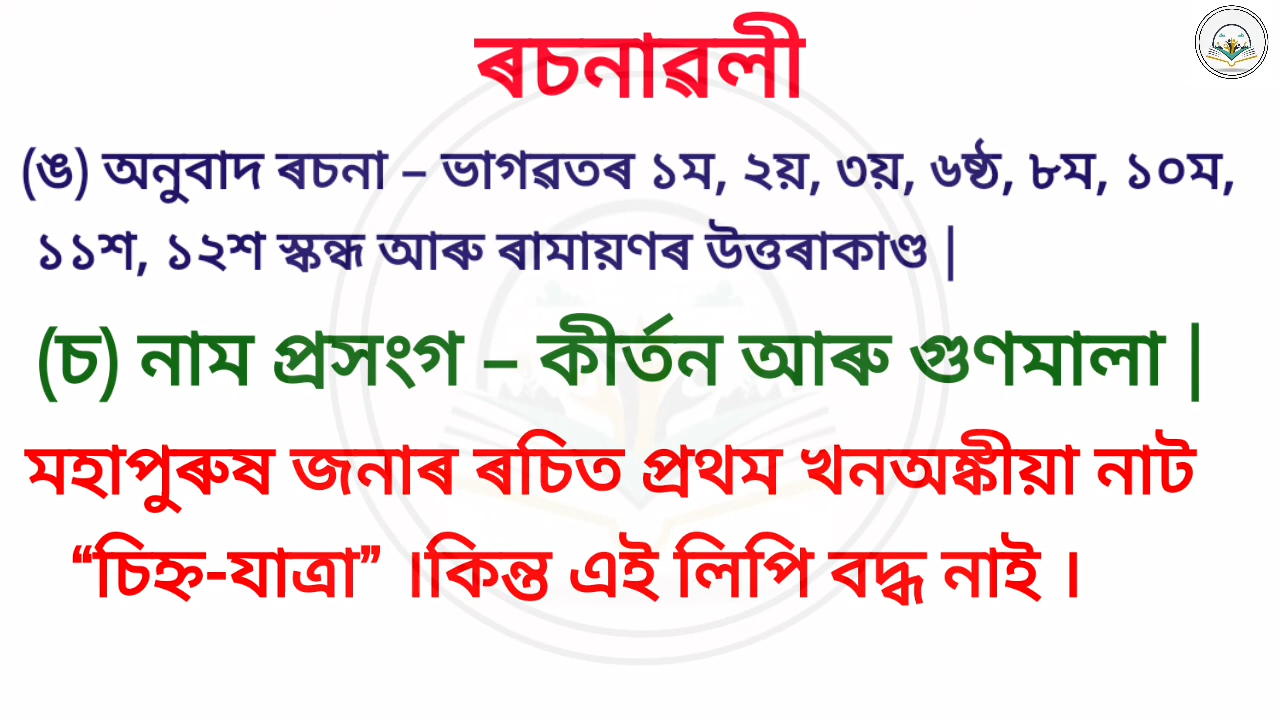 ৰচনাৱলী
(ঙ) অনুবাদ ৰচনা – ভাগৱতৰ ১ম, ২য়, ৩য়, ৬ষ্ঠ, ৮ম, ১০ম,
১১শ, ১২শ স্কন্ধ আৰু ৰামায়ণৰ উত্তৰাকাণ্ড |
(চ) নাম প্ৰসংগ – কীৰ্তন আৰু গুণমালা |
মহাপুৰুষ জনাৰ ৰচিত প্ৰথম খনঅঙ্কীয়া নাট
“চিহ্ন-যাত্ৰা” ।কিন্ত এই লিপি বদ্ধ নাই ।